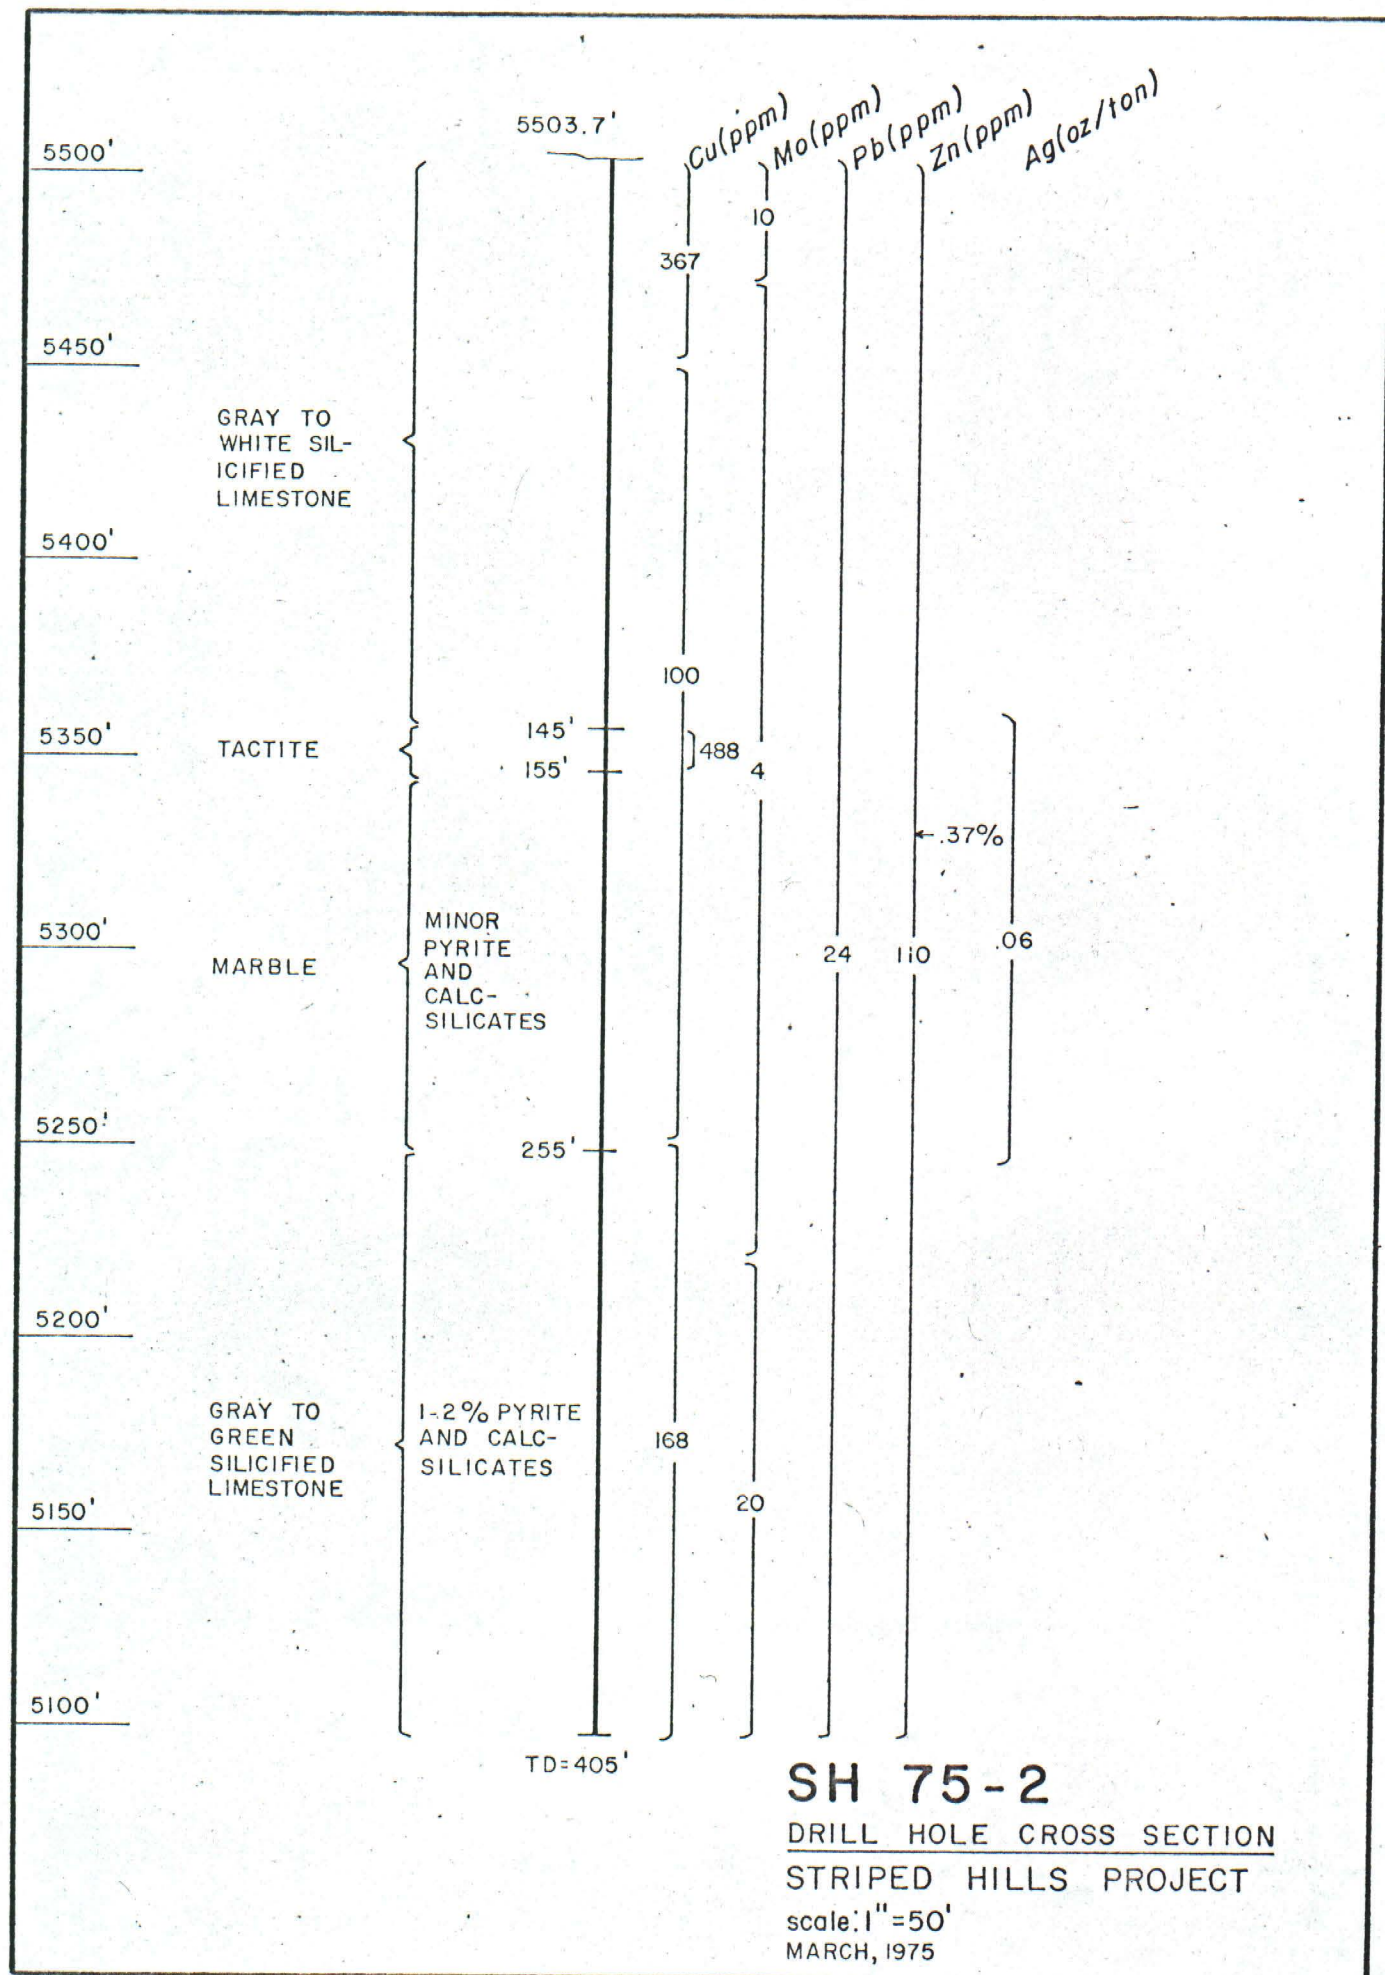 5503.7'
Cu(ppm)
Mo(ppm)
Pb(ppm)
Zn(ppm)
Ag(oz/ton)
5500'
10
367
5450'
GRAY TO
WHITE SIL-
ICIFIED
LIMESTONE
5400'
100
145'
5350'
TACTITE
488
155'
4
←.37%
MINOR
PYRITE
AND
CALC-
SILICATES
5300'
MARBLE
24
110
.06
5250'
255'
5200'
GRAY TO
GREEN
SILICIFIED
LIMESTONE
1-2% PYRITE
AND CALC-
SILICATES
168
20
5150'
5100'
TD=405'
SH 75-2
DRILL HOLE CROSS SECTION
STRIPED HILLS PROJECT
scale: 1"=50'
MARCH, 1975